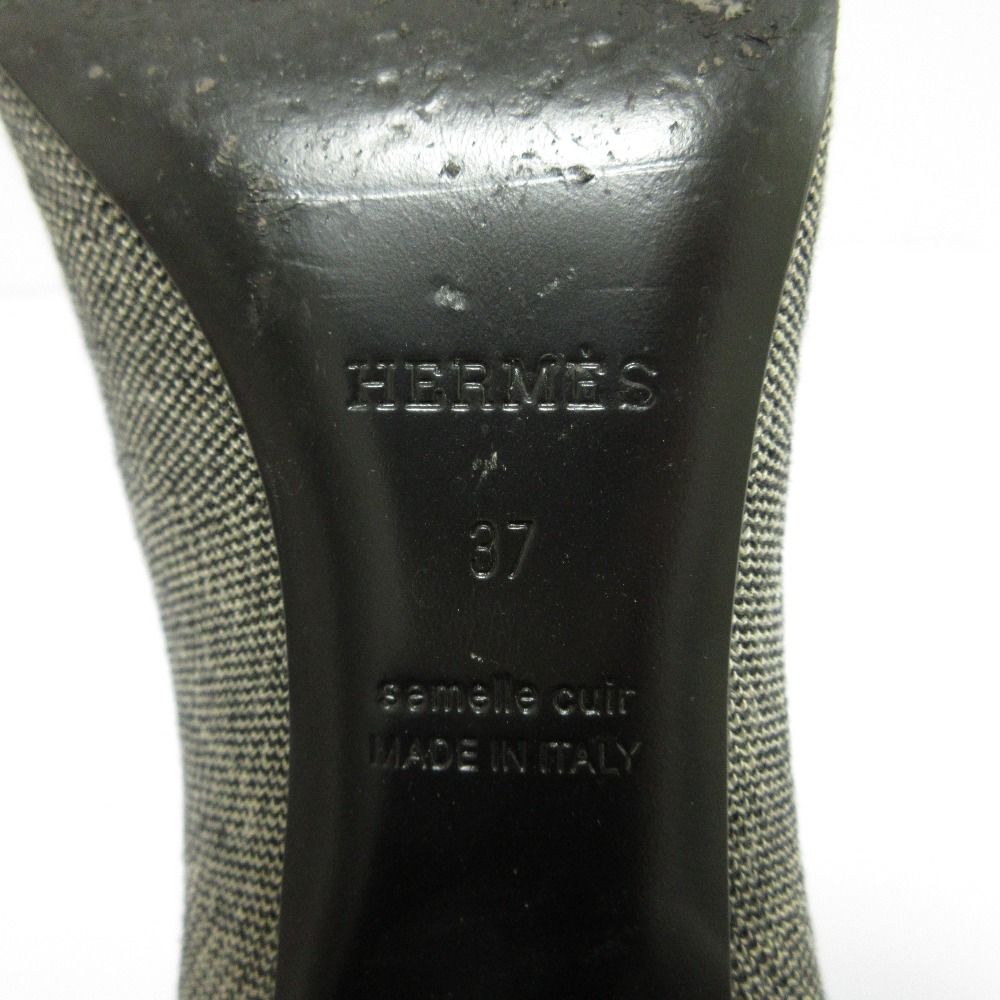 HERMÈS
37
semelle cuir
MADE IN ITALY